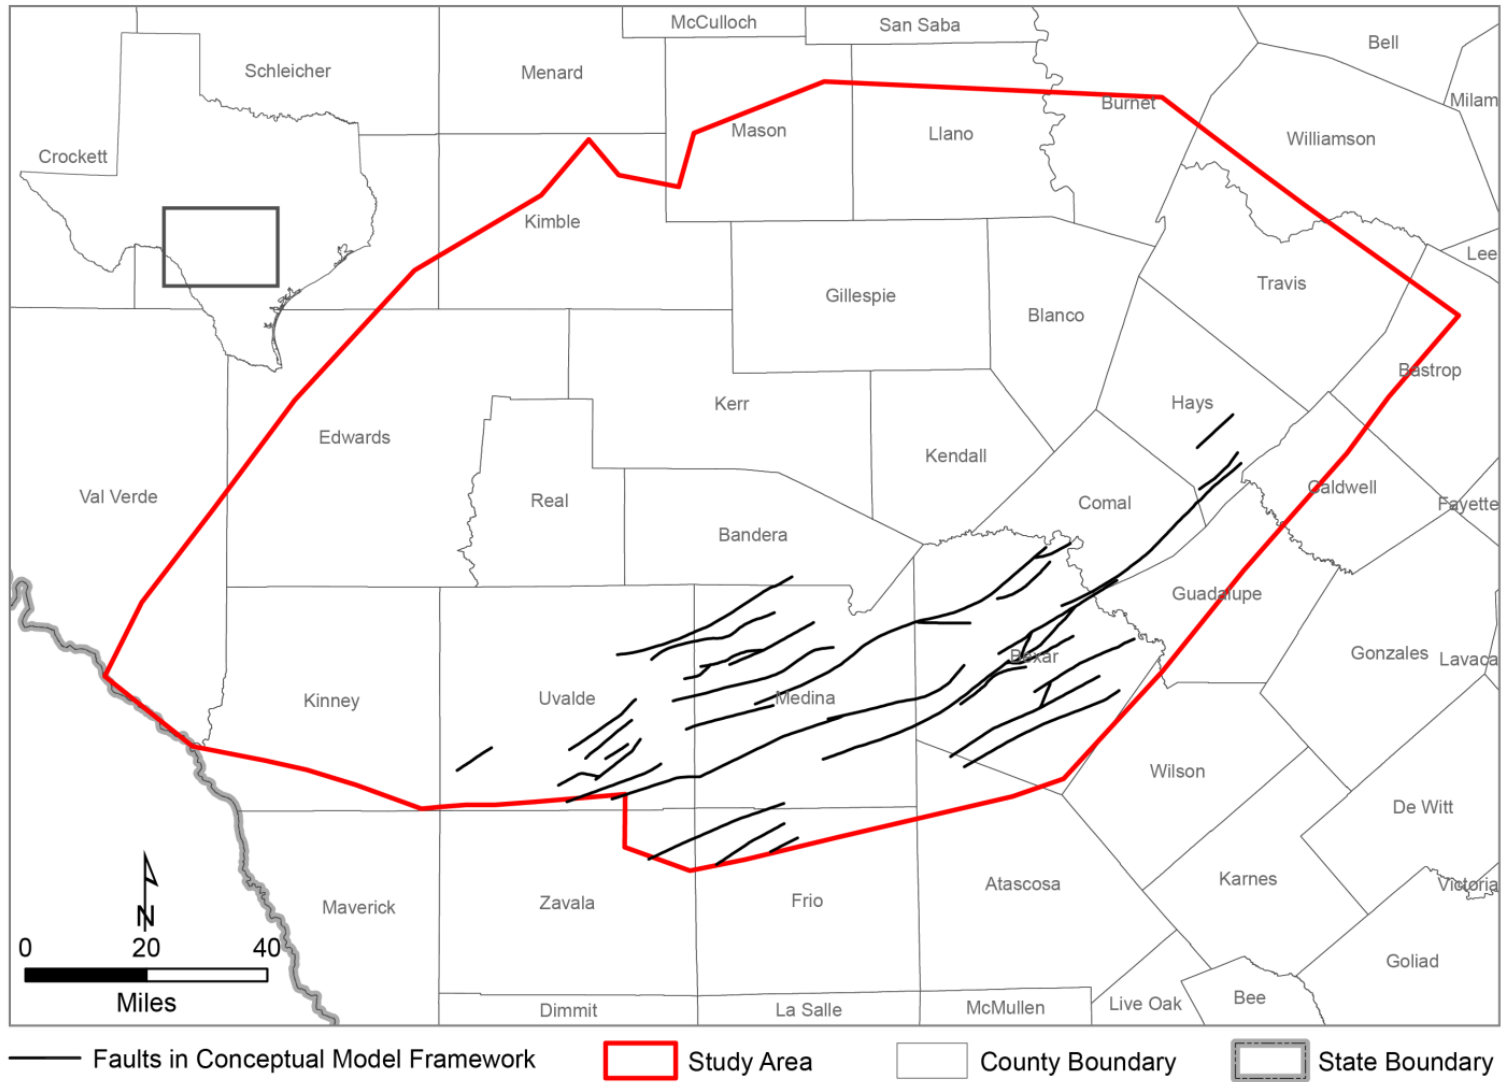 McCulloch
San Saba
Bell
Schleicher
Menard
Milam
Burnet
Mason
Llano
Williamson
Crockett
Kimble
Lee
Travis
Gillespie
Blanco
Bastrop
Kerr
Hays
Edwards
Kendall
Val Verde
Real
Comal
Caldwell
Fayette
Bandera
Guadalupe
Bexar
Gonzales
Lavaca
Kinney
Uvalde
Medina
Wilson
De Witt
Atascosa
Karnes
Victoria
Maverick
Zavala
Frio
N
0 20 40
Miles
Goliad
Dimmit
La Salle
McMullen
Live Oak
Bee
Faults in Conceptual Model Framework
Study Area
County Boundary
State Boundary